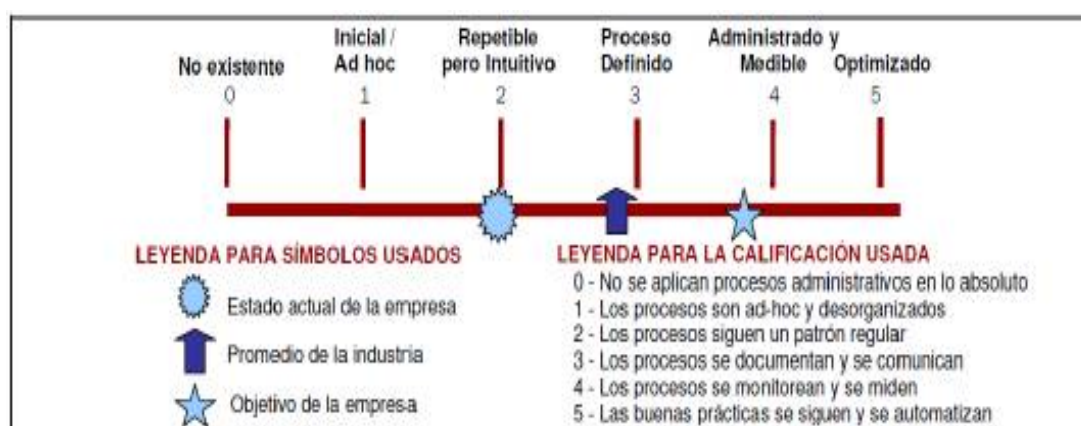 No existente
Inicial /
Ad hoc
Repetible
pero Intuitivo
Proceso
Definido
Administrado y
Medible
Optimizado
0
1
2
3
4
5
LEYENDA PARA SÍMBOLOS USADOS
Estado actual de la empresa
Promedio de la industria
Objetivo de la empresa
LEYENDA PARA LA CALIFICACIÓN USADA
0 - No se aplican procesos administrativos en lo absoluto
1 - Los procesos son ad-hoc y desorganizados
2 - Los procesos siguen un patrón regular
3 - Los procesos se documentan y se comunican
4 - Los procesos se monitorean y se miden
5 - Las buenas prácticas se siguen y se automatizan